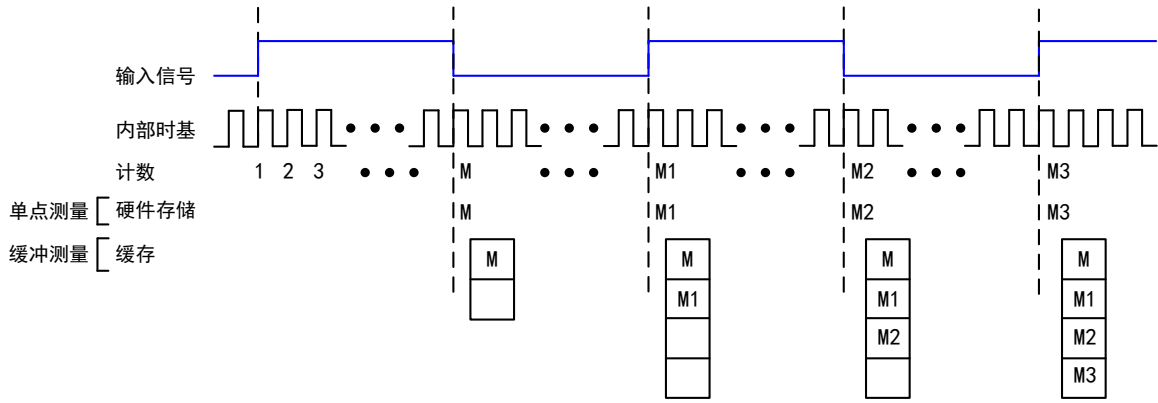 输入信号
内部时基
计数 1 2 3 M M1 M2 M3
单点测量 硬件存储 M M1 M2 M3
缓冲测量 缓存 M M M M
M1 M1 M1
M2 M2
M3